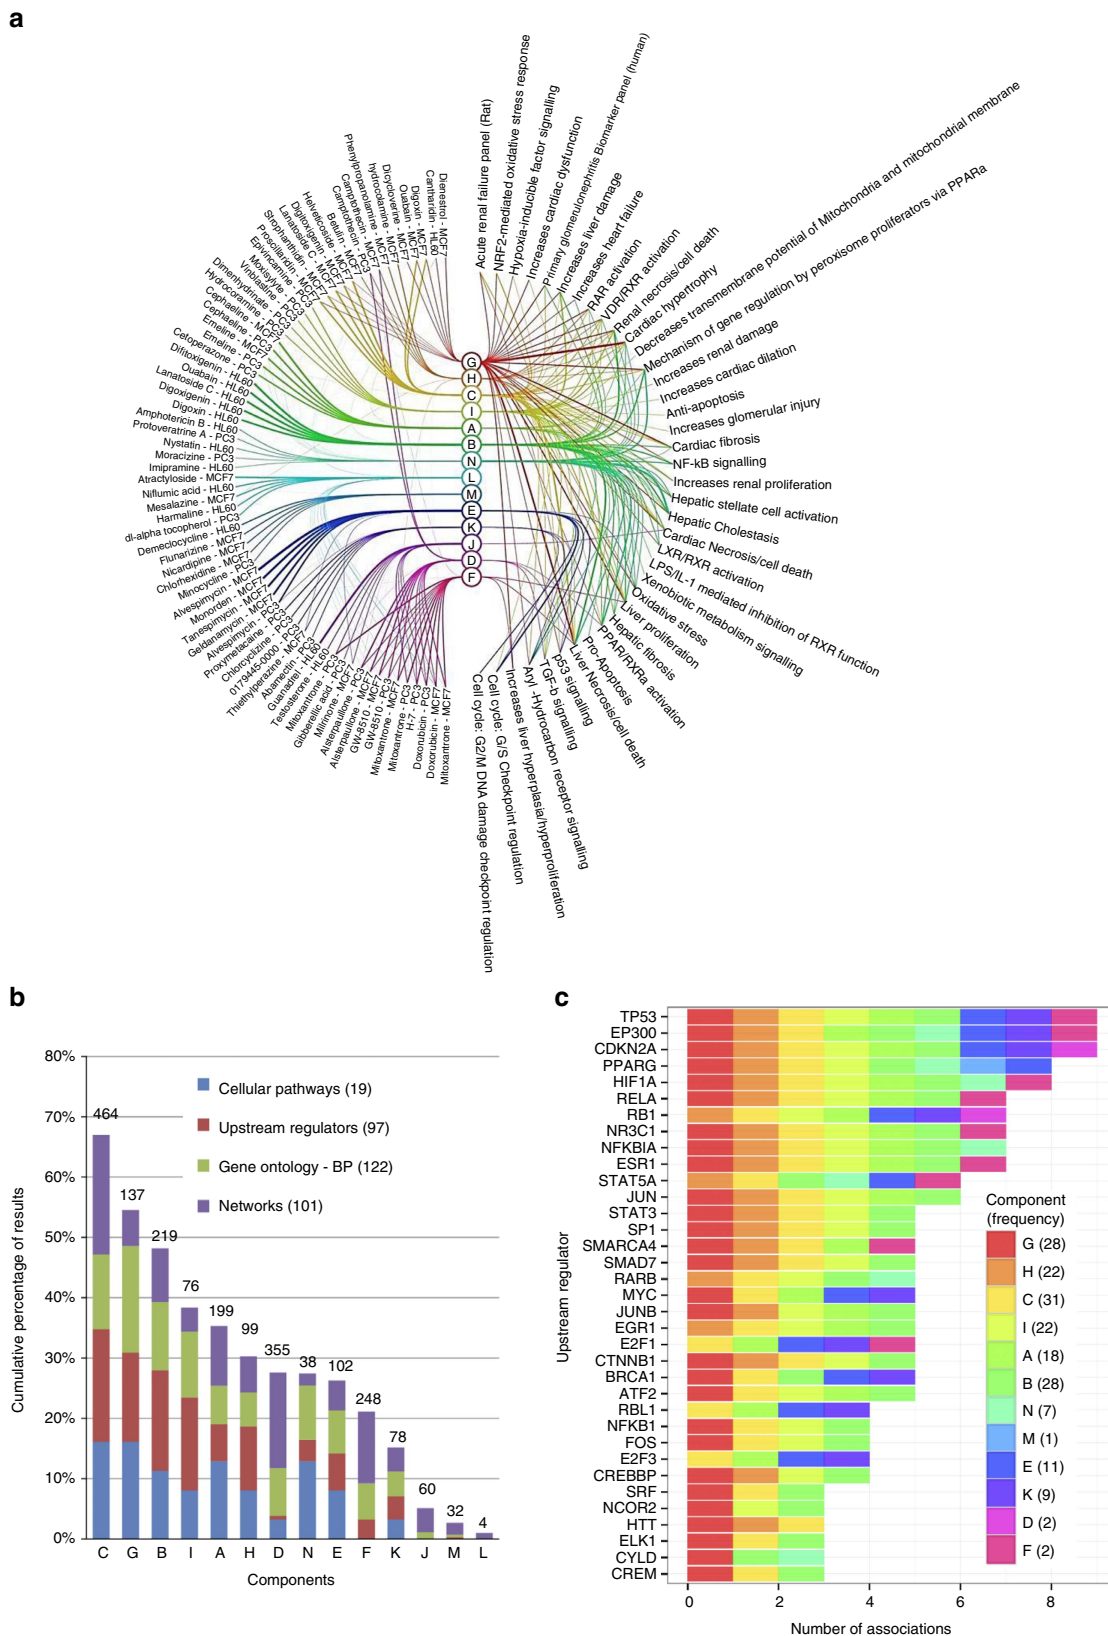 a
Dienestrol - MCF7
Cantharidin - HL60
Digoxin - MCF7
Ouabain - MCF7
Dicycloverine - MCF7
hydrocolamine - MCF7
Phenylpropanolamine - MCF7
Camptothecin - MCF7
Camptothecin - PC3
Betulin - MCF7
Helveticoside - MCF7
Digitoxigenin - MCF7
Lanatoside C - MCF7
Strophanthidin - MCF7
Proscillaridin - MCF7
Epivincamine - PC3
Moxisylyte - PC3
Vinblastine - PC3
Dimenhydrinate - PC3
Hydrocoramine - PC3
Cephaeline - MCF7
Cephaeline - PC3
Emeline - MCF7
Emeline - PC3
Cefoperazone - PC3
Difitoxigenin - HL60
Ouabain - HL60
Lanatoside C - HL60
Digoxigenin - HL60
Digoxin - HL60
Amphotericin B - HL60
Protoveratrine A - PC3
Nystatin - HL60
Moracizine - PC3
Imipramine - HL60
Atractyloside - MCF7
Niflumic acid - HL60
Mesalazine - MCF7
Harmaline - HL60
dl-alpha tocopherol - PC3
Demeclocycline - HL60
Flunarizine - MCF7
Nicardipine - MCF7
Chlorhexidine - MCF7
Minocycline - PC3
Alvespimycin - MCF7
Monorden - MCF7
Tanespimycin - MCF7
Geldanamycin - MCF7
Alvespimycin - PC3
Proxymetacaine - PC3
Chlorcyclizine - PC3
0179445-0000 - PC3
Thiethylperazine - MCF7
Abamectin - PC3
Guanadrel - HL60
Testosterone - HL60
Mitoxantrone - PC3
Gibberellic acid - PC3
Milrinone - MCF7
Alsterpaullone - PC3
Alsterpaullone - MCF7
GW-8510 - MCF7
GW-8510 - PC3
Mitoxantrone - MCF7
Mitoxantrone - PC3
H-7 - PC3
Doxorubicin - PC3
Doxorubicin - MCF7
Mitoxantrone - MCF7
G
H
C
I
A
B
N
L
M
E
K
J
D
F
Acute renal failure panel (Rat)
NRF2-mediated oxidative stress response
Hypoxia-inducible factor signalling
Increases cardiac dysfunction
Primary glomerulonephritis Biomarker panel (human)
Increases liver damage
Increases heart failure
RAR activation
VDR/RXR activation
Renal necrosis/cell death
Cardiac hypertrophy
Decreases transmembrane potential of Mitochondria and mitochondrial membrane
Mechanism of gene regulation by peroxisome proliferators via PPARa
Increases renal damage
Increases cardiac dilation
Anti-apoptosis
Increases glomerular injury
Cardiac fibrosis
NF-kB signalling
Increases renal proliferation
Hepatic stellate cell activation
Hepatic Cholestasis
Cardiac Necrosis/cell death
LXR/RXR activation
LPS/IL-1 mediated inhibition of RXR function
Xenobiotic metabolism signalling
Oxidative stress
Liver proliferation
Hepatic fibrosis
PPAR/RXRa activation
Pro-Apoptosis
Liver Necrosis/cell death
p53 signalling
TGF-b signalling
Aryl -Hydrocarbon receptor signalling
Increases liver hyperplasia/hyperproliferation
Cell cycle: G/S Checkpoint regulation
Cell cycle: G2/M DNA damage checkpoint regulation
b
Cumulative percentage of results
80%
70%
60%
50%
40%
30%
20%
10%
0%
Cellular pathways (19)
Upstream regulators (97)
Gene ontology - BP (122)
Networks (101)
464
137
219
76
199
99
355
38
102
248
78
60
32
4
C G B I A H D N E F K J M L
Components
c
Upstream regulator
TP53
EP300
CDKN2A
PPARG
HIF1A
RELA
RB1
NR3C1
NFKBIA
ESR1
STAT5A
JUN
STAT3
SP1
SMARCA4
SMAD7
RARB
MYC
JUNB
EGR1
E2F1
CTNNB1
BRCA1
ATF2
RBL1
NFKB1
FOS
E2F3
CREBBP
SRF
NCOR2
HTT
ELK1
CYLD
CREM
Component
(frequency)
G (28)
H (22)
C (31)
I (22)
A (18)
B (28)
N (7)
M (1)
E (11)
K (9)
D (2)
F (2)
0 2 4 6 8
Number of associations